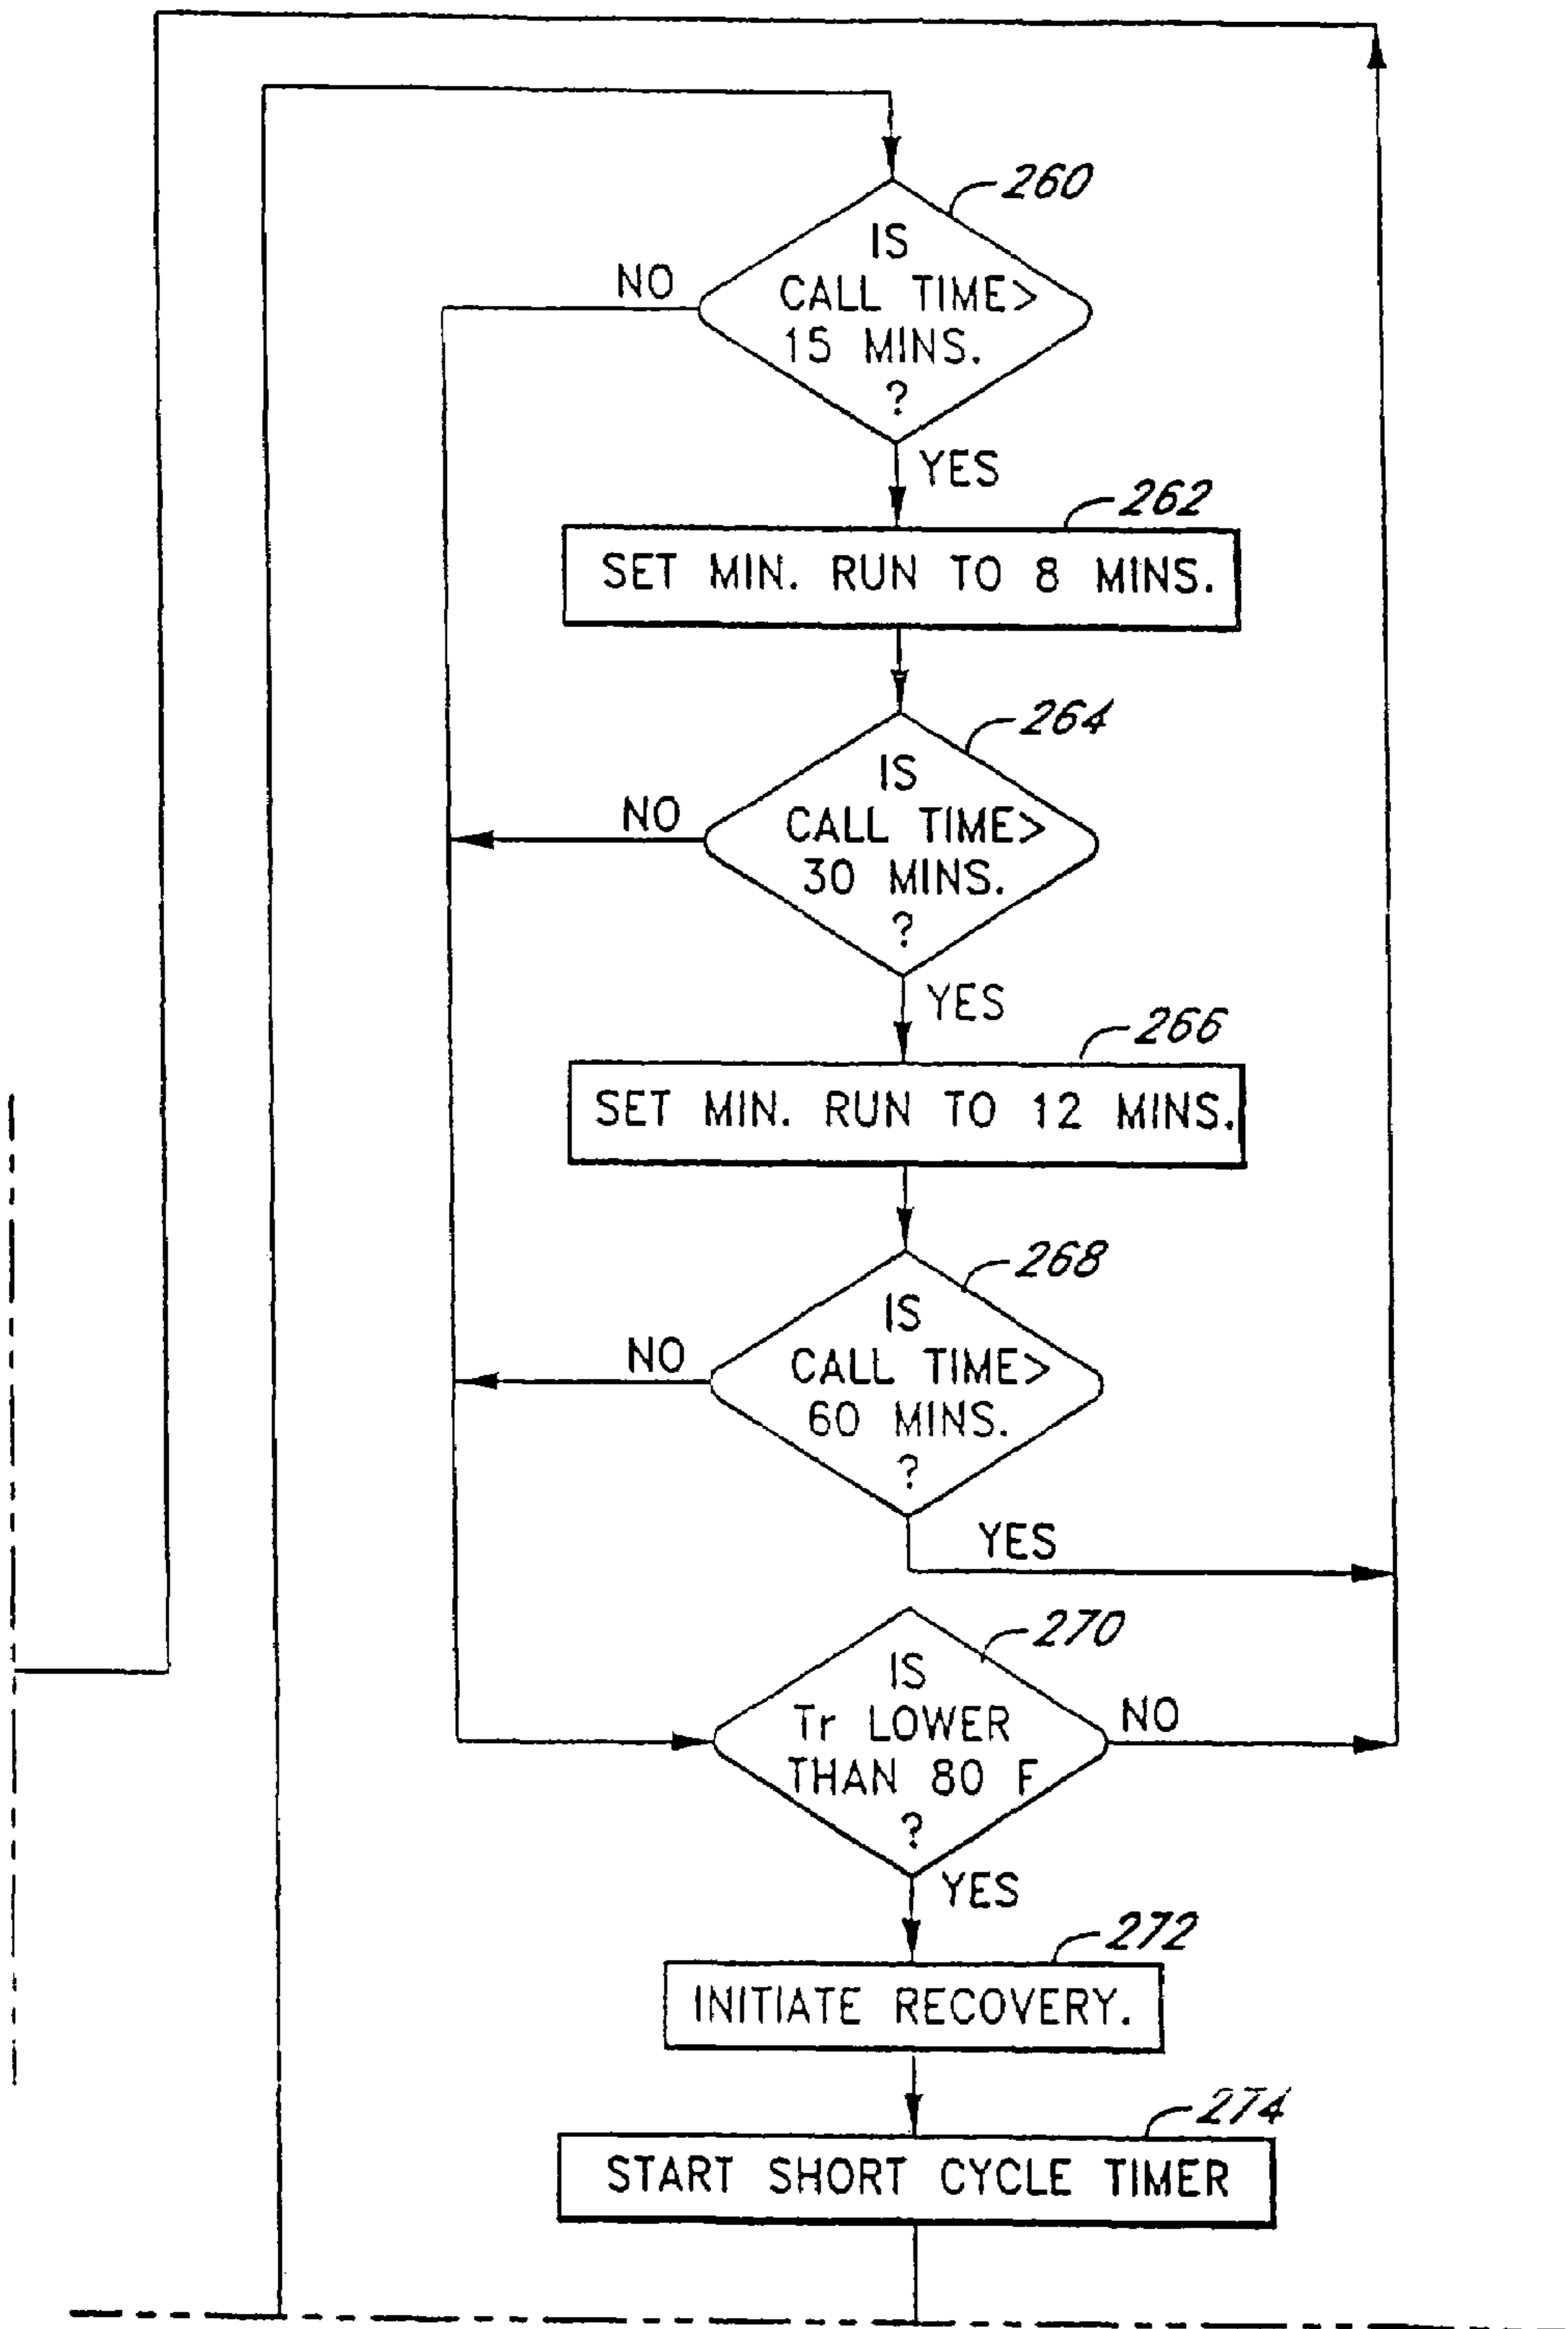 260
IS
CALL TIME>
15 MINS.
?
NO
YES
262
SET MIN. RUN TO 8 MINS.
264
IS
CALL TIME>
30 MINS.
?
NO
YES
266
SET MIN. RUN TO 12 MINS.
268
IS
CALL TIME>
60 MINS.
?
NO
YES
270
IS
Tr LOWER
THAN 80 F
?
NO
YES
272
INITIATE RECOVERY.
274
START SHORT CYCLE TIMER